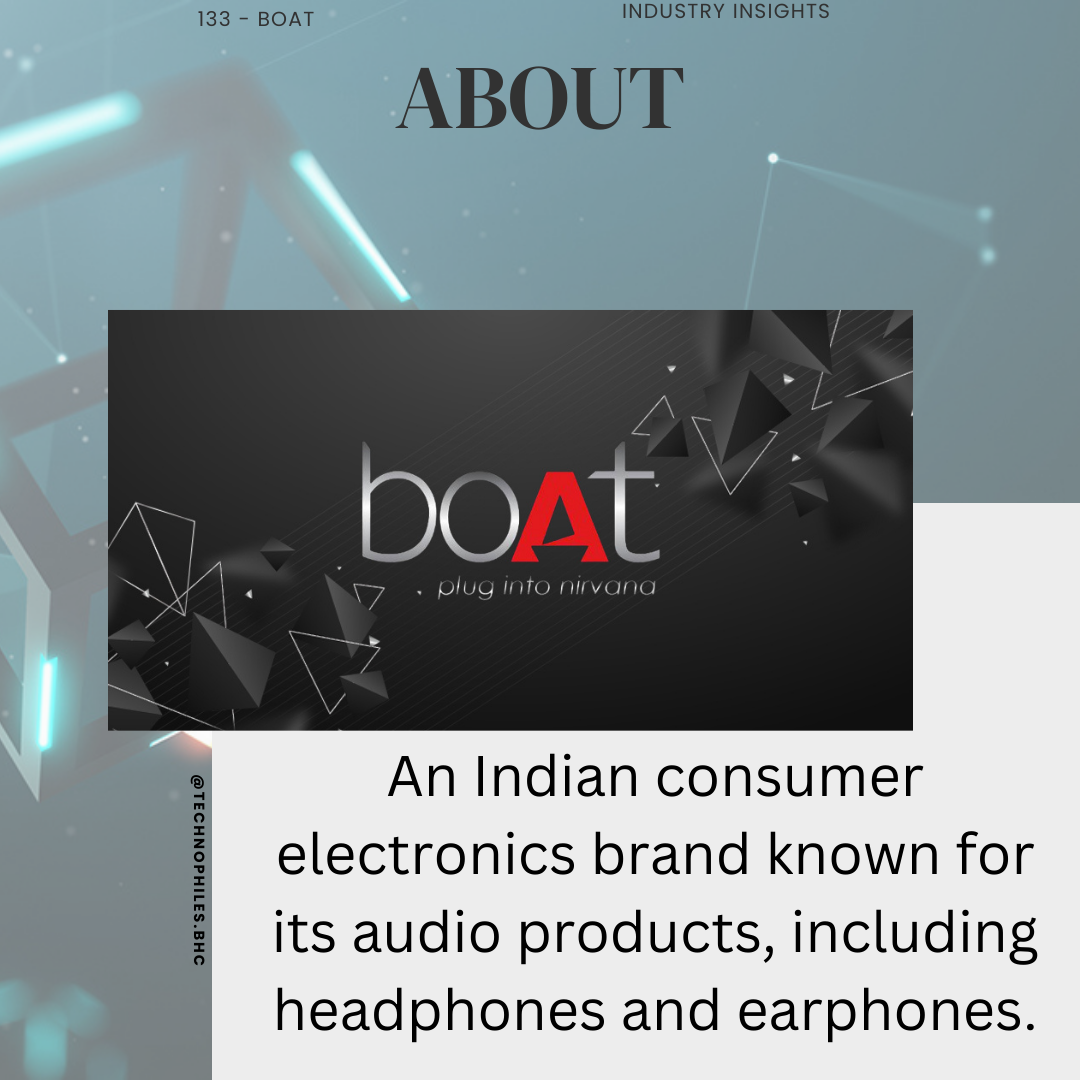 133 - BOAT
INDUSTRY INSIGHTS
ABOUT
boAt
plug into nirvana
@TECHNOPHILES.BHC
An Indian consumer
electronics brand known for
its audio products, including
headphones and earphones.